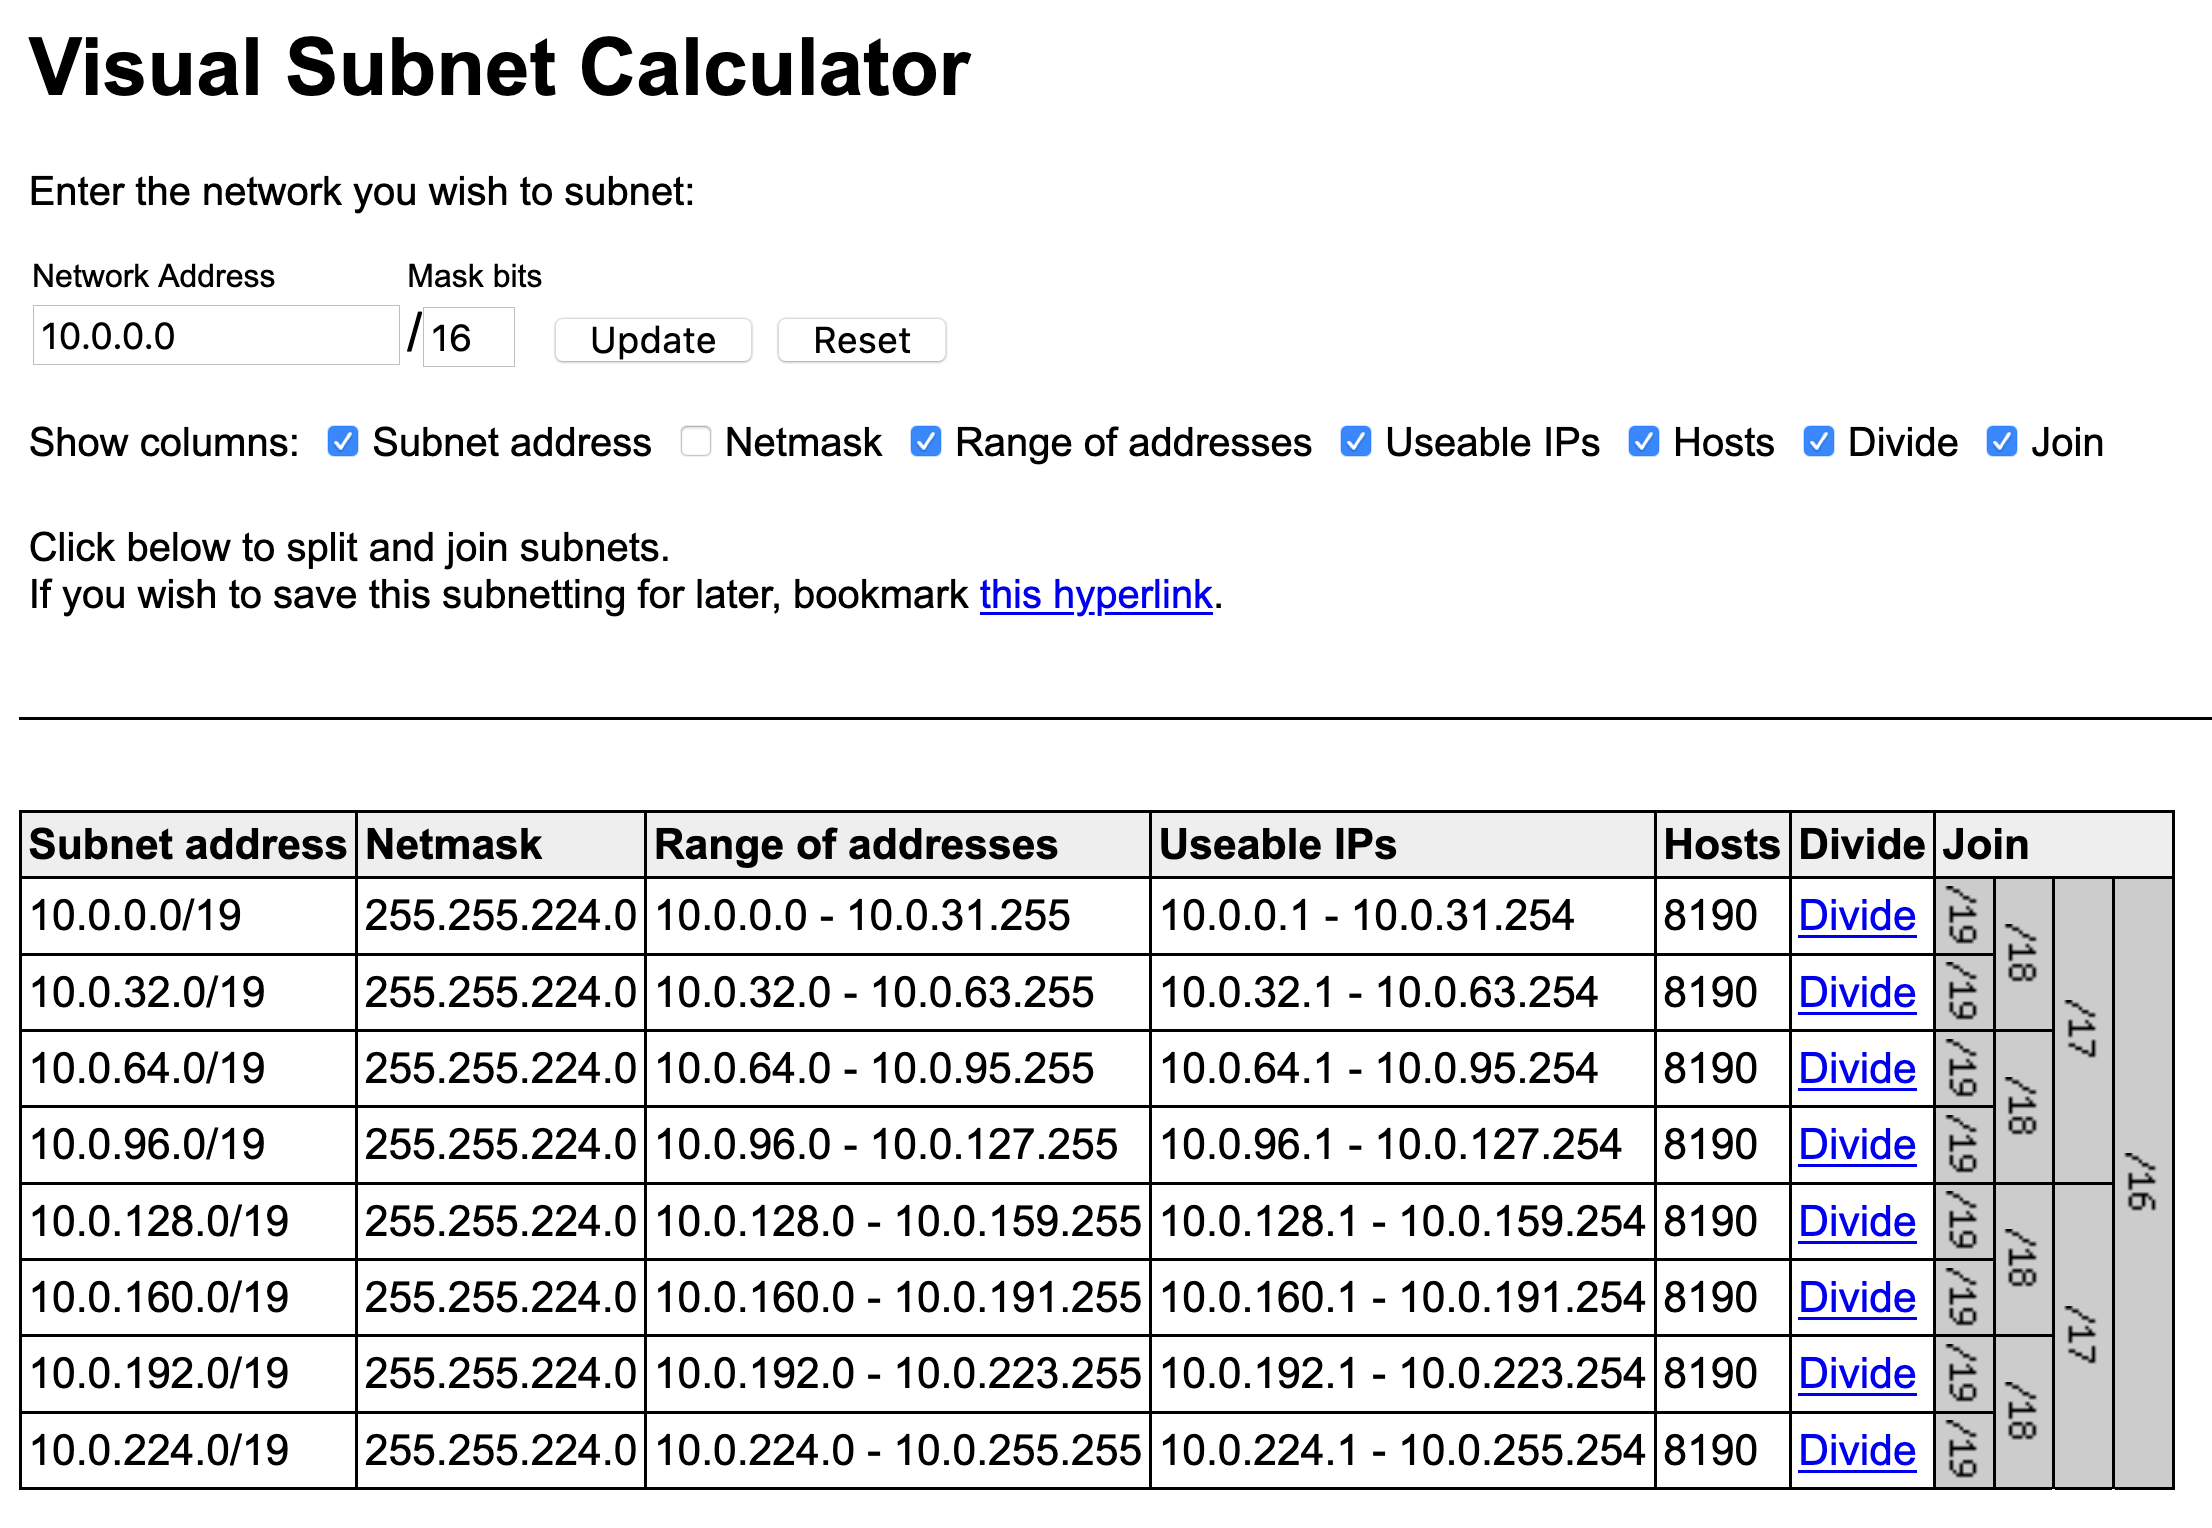 Visual Subnet Calculator
Enter the network you wish to subnet:
Network Address Mask bits
10.0.0.0 / 16 Update Reset
Show columns: Subnet address Netmask Range of addresses Useable IPs Hosts Divide Join
Click below to split and join subnets.
If you wish to save this subnetting for later, bookmark this hyperlink.
Subnet address Netmask Range of addresses Useable IPs Hosts Divide Join
10.0.0.0/19 255.255.224.0 10.0.0.0 - 10.0.31.255 10.0.0.1 - 10.0.31.254 8190 Divide /19 /18 /17 /16
10.0.32.0/19 255.255.224.0 10.0.32.0 - 10.0.63.255 10.0.32.1 - 10.0.63.254 8190 Divide /19
10.0.64.0/19 255.255.224.0 10.0.64.0 - 10.0.95.255 10.0.64.1 - 10.0.95.254 8190 Divide /19 /18
10.0.96.0/19 255.255.224.0 10.0.96.0 - 10.0.127.255 10.0.96.1 - 10.0.127.254 8190 Divide /19
10.0.128.0/19 255.255.224.0 10.0.128.0 - 10.0.159.255 10.0.128.1 - 10.0.159.254 8190 Divide /19 /18 /17
10.0.160.0/19 255.255.224.0 10.0.160.0 - 10.0.191.255 10.0.160.1 - 10.0.191.254 8190 Divide /19
10.0.192.0/19 255.255.224.0 10.0.192.0 - 10.0.223.255 10.0.192.1 - 10.0.223.254 8190 Divide /19 /18
10.0.224.0/19 255.255.224.0 10.0.224.0 - 10.0.255.255 10.0.224.1 - 10.0.255.254 8190 Divide /19